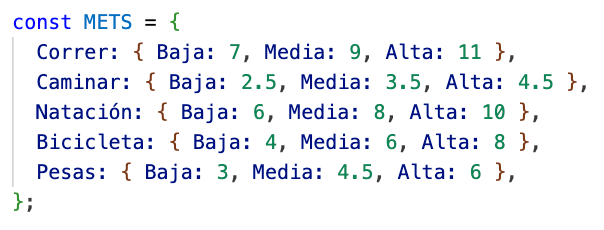 const METS = {
  Correr: { Baja: 7, Media: 9, Alta: 11 },
  Caminar: { Baja: 2.5, Media: 3.5, Alta: 4.5 },
  Natación: { Baja: 6, Media: 8, Alta: 10 },
  Bicicleta: { Baja: 4, Media: 6, Alta: 8 },
  Pesas: { Baja: 3, Media: 4.5, Alta: 6 },
};